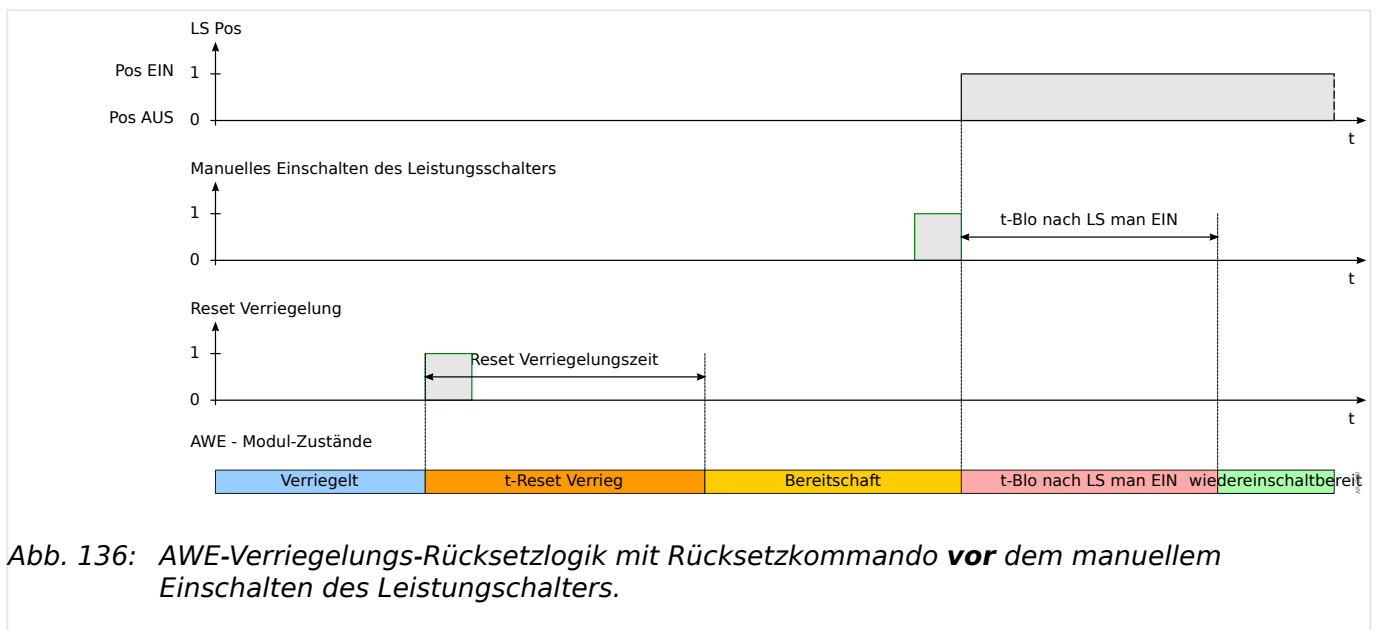 LS Pos
Pos EIN 1
Pos AUS 0
t
Manuelles Einschalten des Leistungsschalters
1
t-Blo nach LS man EIN
0
t
Reset Verriegelung
1
Reset Verriegelungszeit
0
t
AWE - Modul-Zustände
Verriegelt t-Reset Verrieg Bereitschaft t-Blo nach LS man EIN wiedereinschaltbereit
Abb. 136: AWE-Verriegelungs-Rücksetzlogik mit Rücksetzkommando vor dem manuellem
Einschalten des Leistungschalters.